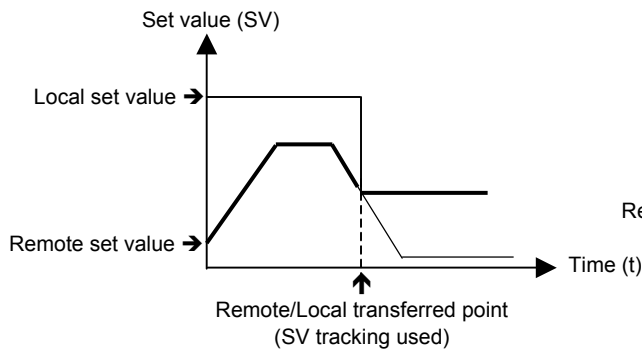 Set value (SV)
Local set value ➔
Remote set value ➔
Re
Time (t)
Remote/Local transferred point
(SV tracking used)